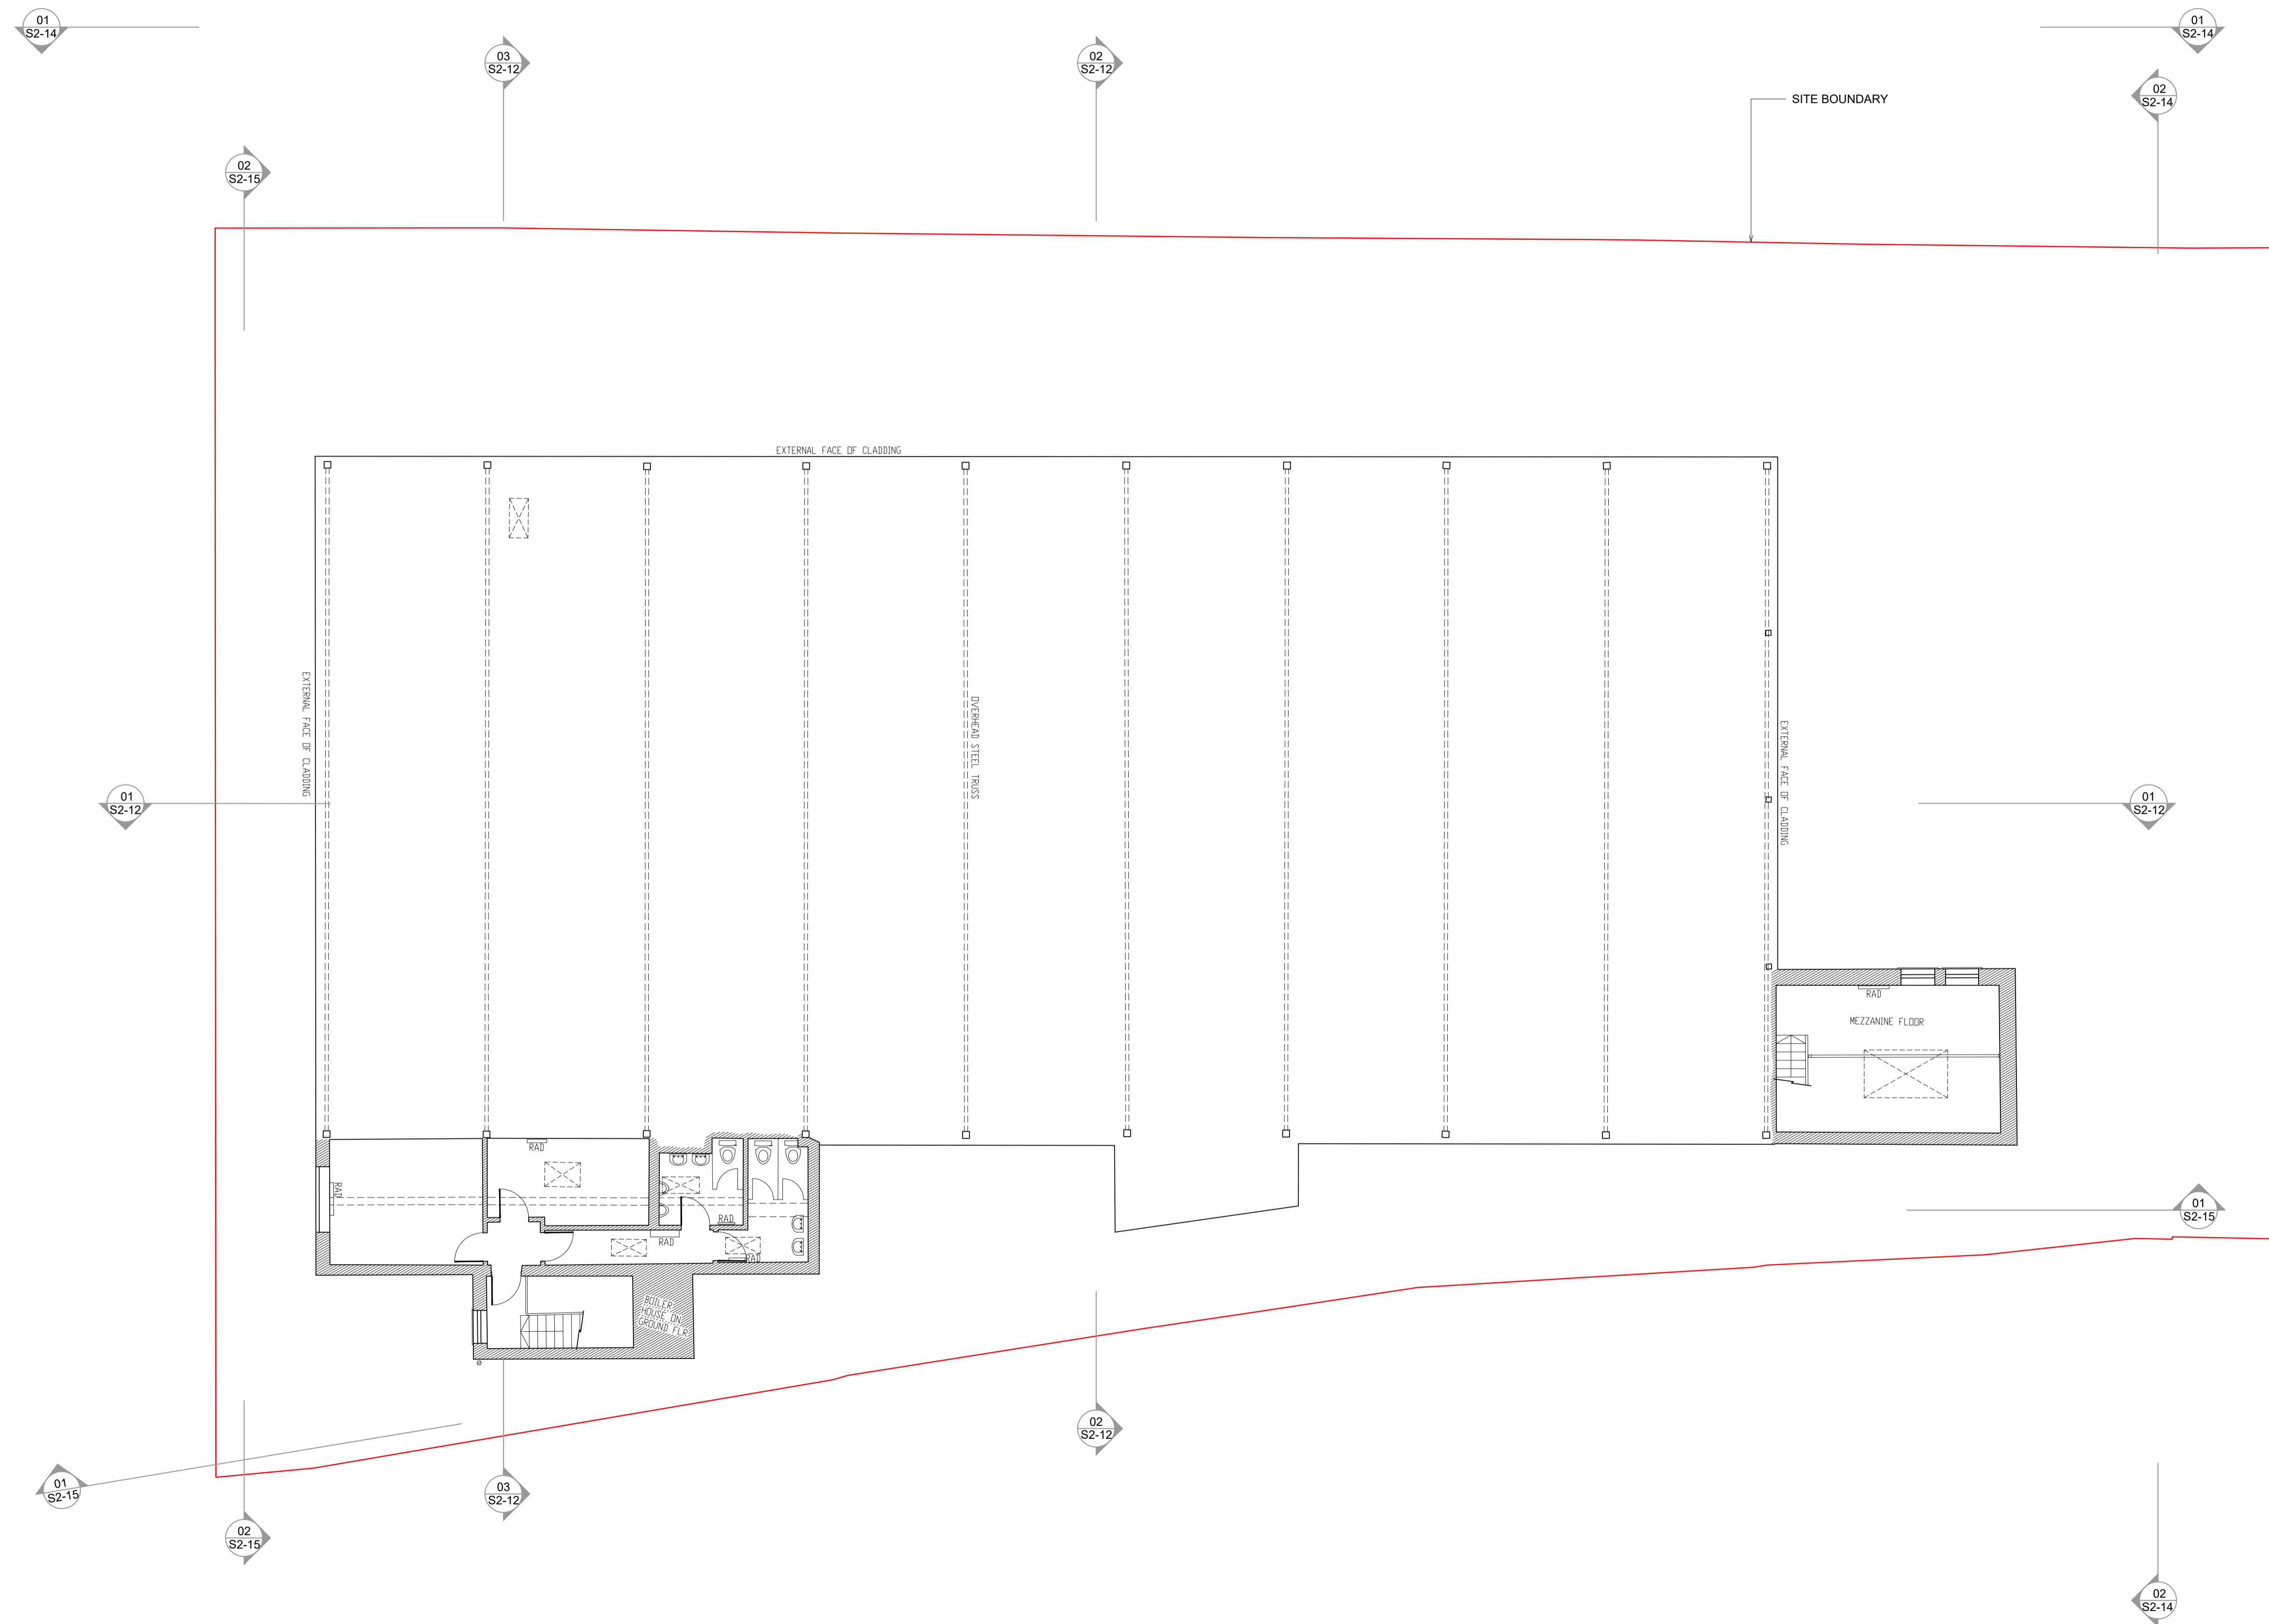 01
S2-14
01
S2-14
03
S2-12
02
S2-12
02
S2-14
SITE BOUNDARY
02
S2-15
EXTERNAL FACE OF CLADDING
EXTERNAL FACE OF CLADDING
OVERHEAD STEEL TRUSS
EXTERNAL FACE OF CLADDING
01
S2-12
01
S2-12
RAD
MEZZANINE FLOOR
RAD
RAD
RAD
RAD
RAD
01
S2-15
BOILER
HOUSE ON
GROUND FLR
02
S2-12
01
S2-15
03
S2-12
02
S2-15
02
S2-14